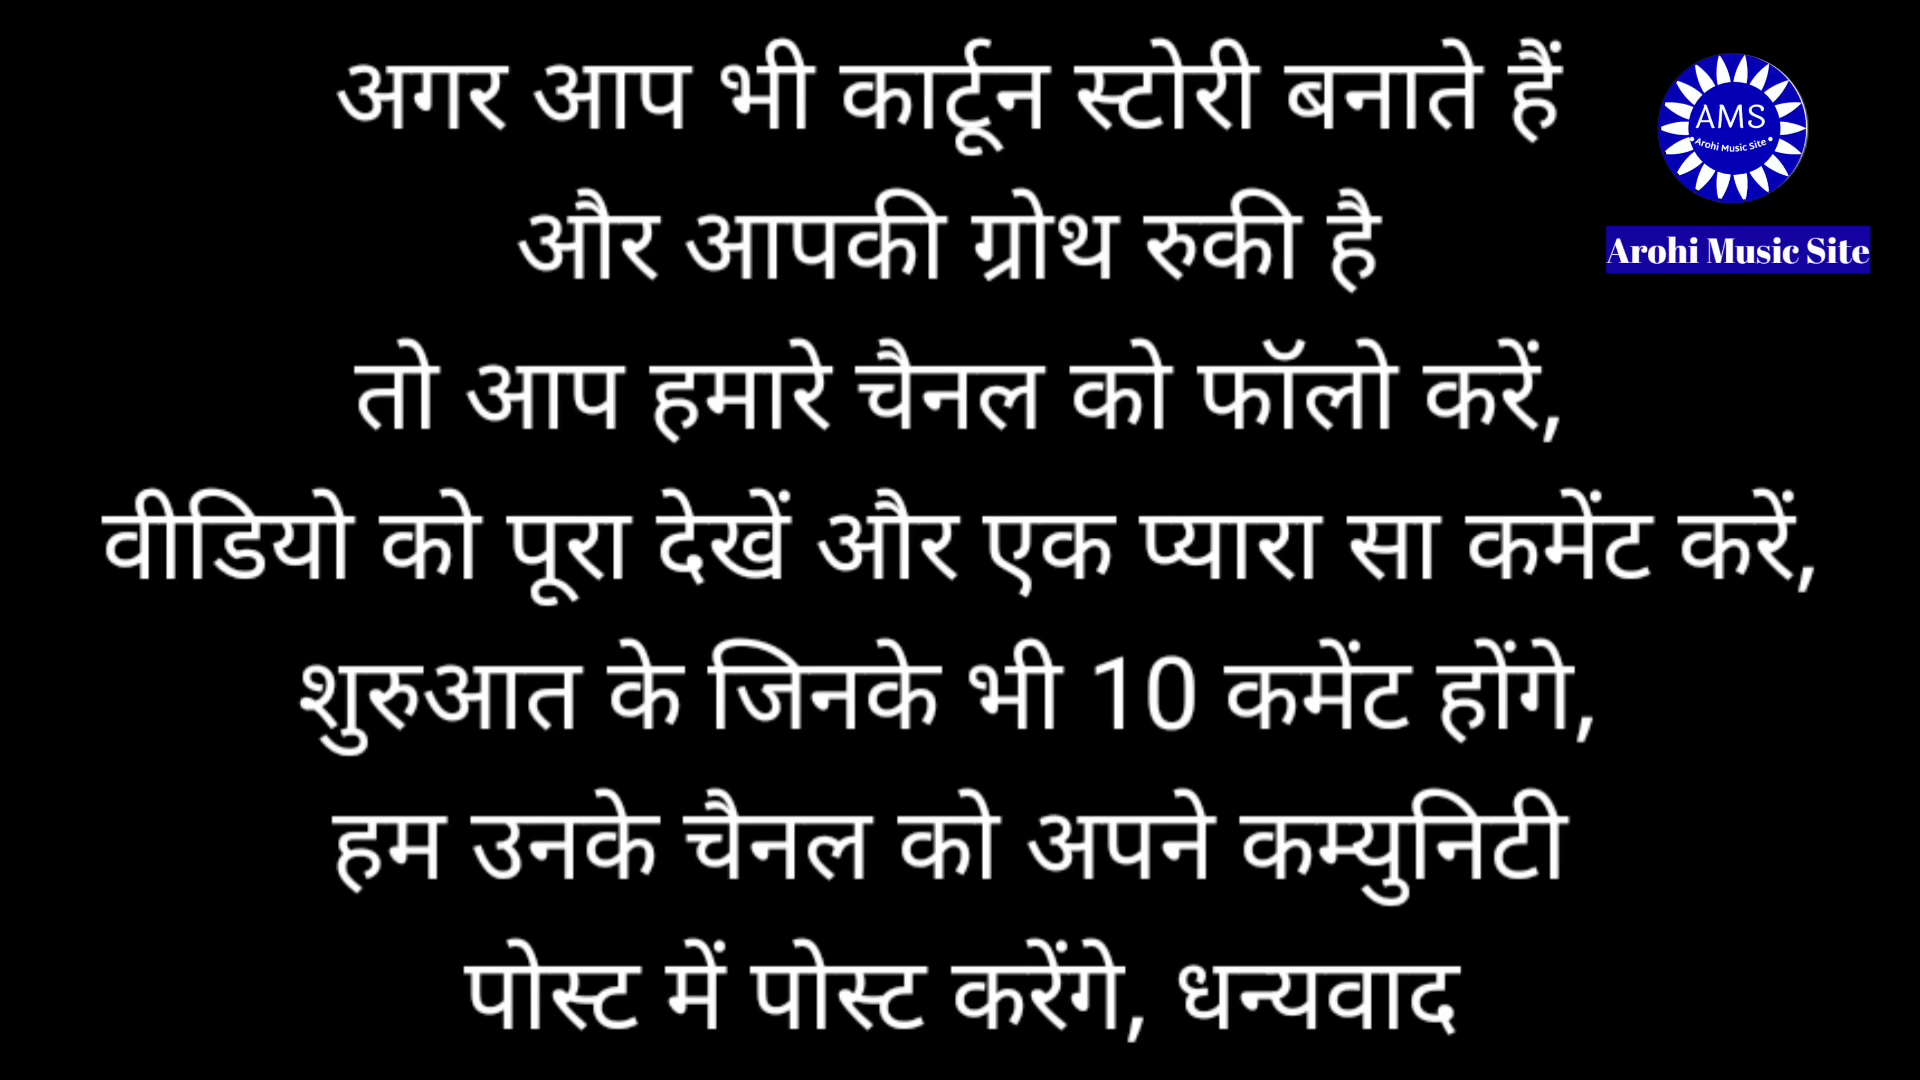 अगर आप भी कार्टून स्टोरी बनाते हैं
और आपकी ग्रोथ रुकी है
तो आप हमारे चैनल को फॉलो करें,
वीडियो को पूरा देखें और एक प्यारा सा कमेंट करें,
शुरुआत के जिनके भी 10 कमेंट होंगे,
हम उनके चैनल को अपने कम्युनिटी
पोस्ट में पोस्ट करेंगे, धन्यवाद
AMS
Arohi Music Site
Arohi Music Site